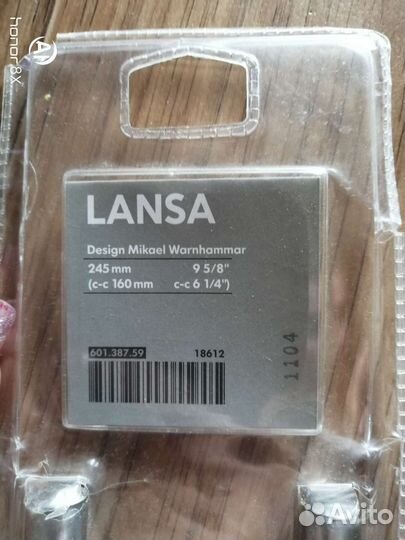 honor 8X
LANSA
Design Mikael Warnhammar
245 mm 9 5/8"
(c-c 160 mm c-c 6 1/4")
601.387.59 18612
1104
Avito